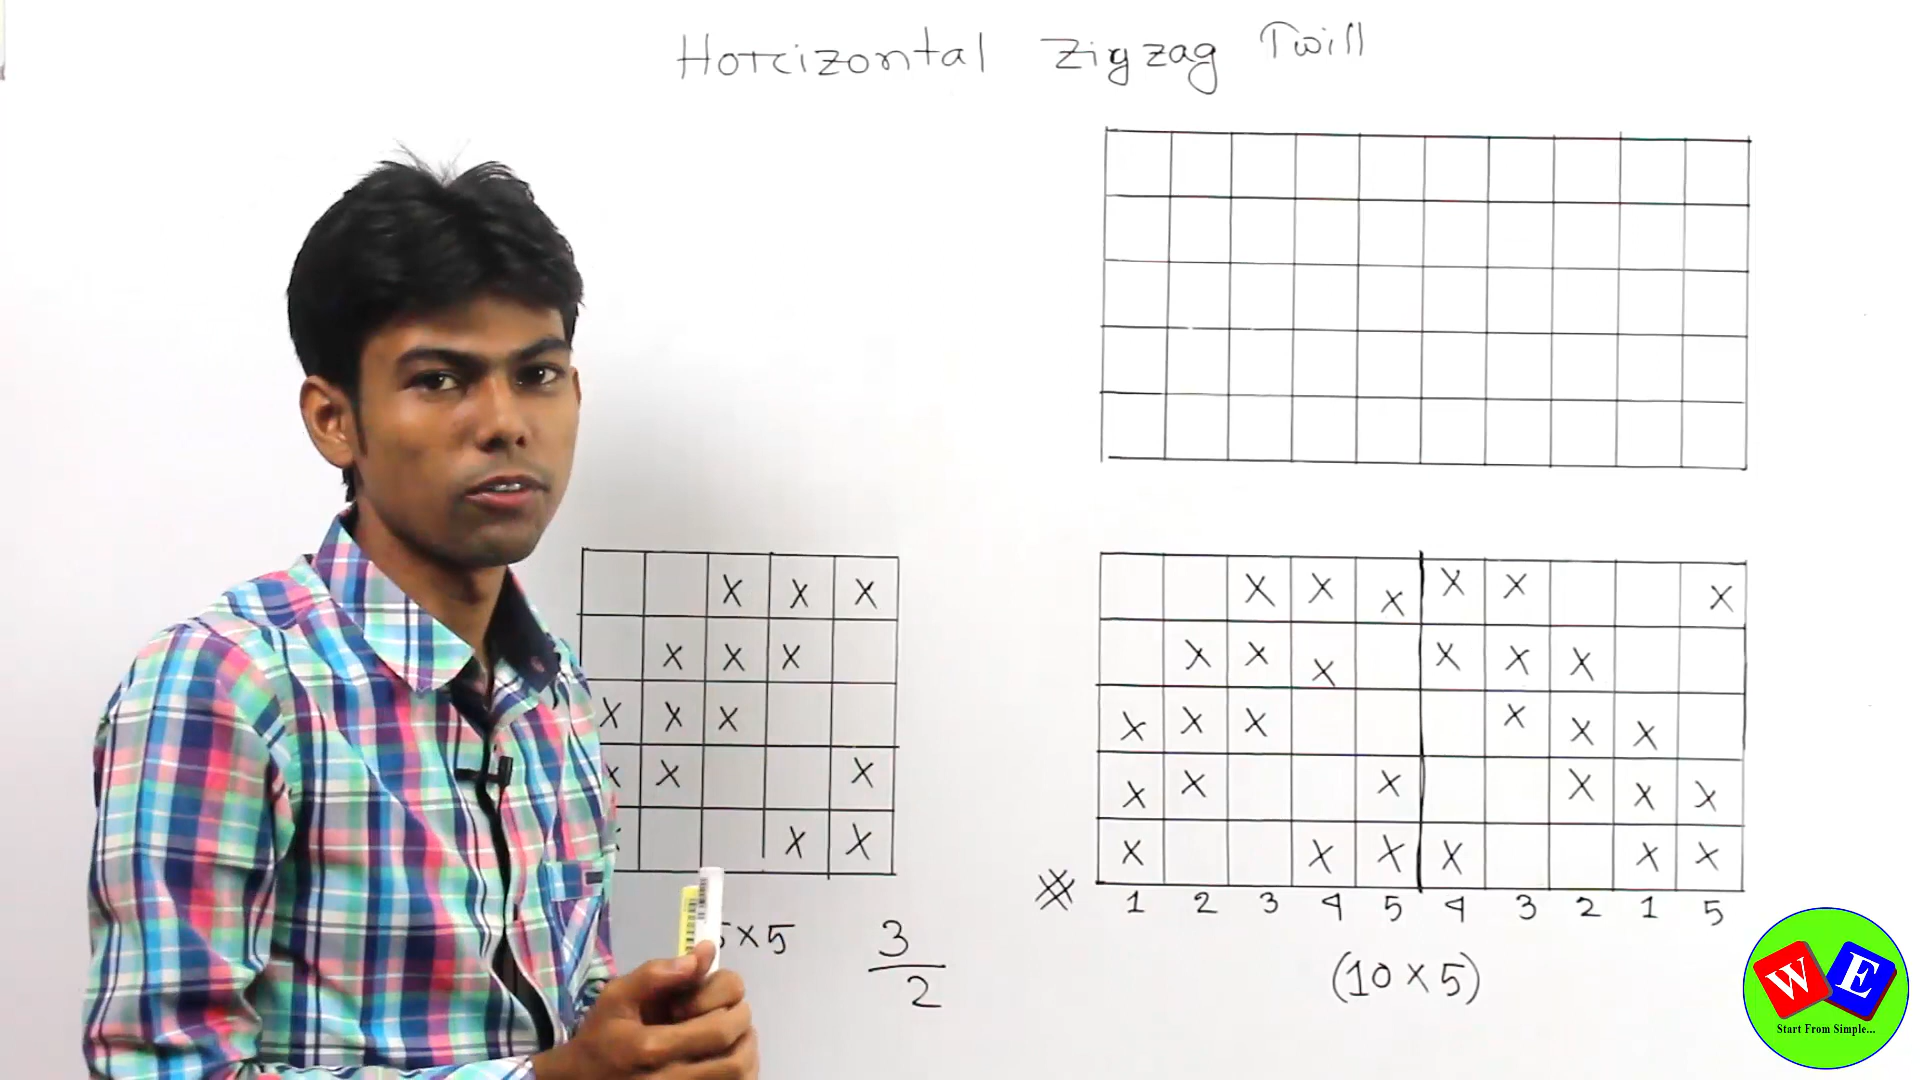 Horizontal Zigzag Twill
X X X
X X X
X X X
X X X
X X X
5×5
3
2
X X X X X X
X X X X X X
X X X X X X
X X X X X X
X X X X X X
1 2 3 4 5 4 3 2 1 5
(10×5)
W E
Start From Simple...